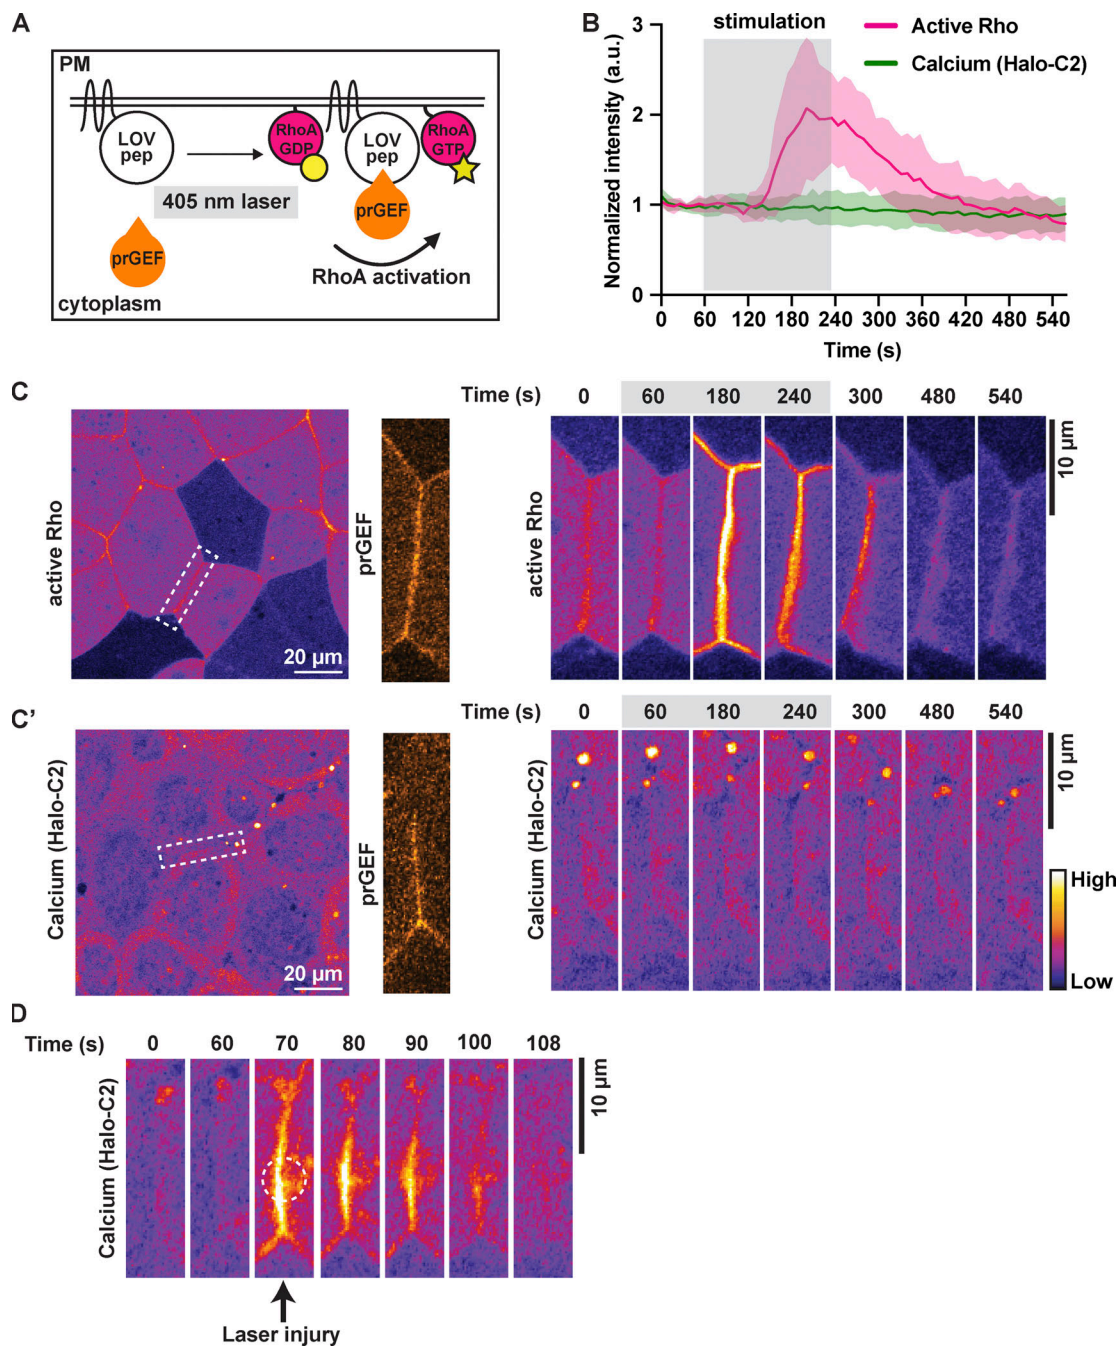 A
PM
LOV
pep
RhoA
GDP
LOV
pep
RhoA
GTP
405 nm laser
prGEF
prGEF
RhoA activation
cytoplasm
B
stimulation
Active Rho
Calcium (Halo-C2)
Normalized intensity (a.u.)
3
2
1
0
0 60 120 180 240 300 360 420 480 540
Time (s)
C
active Rho
20 µm
prGEF
Time (s) 0 60 180 240 300 480 540
active Rho
10 µm
C’
Calcium (Halo-C2)
20 µm
prGEF
Time (s) 0 60 180 240 300 480 540
Calcium (Halo-C2)
10 µm
High
Low
D
Time (s) 0 60 70 80 90 100 108
Calcium (Halo-C2)
10 µm
Laser injury